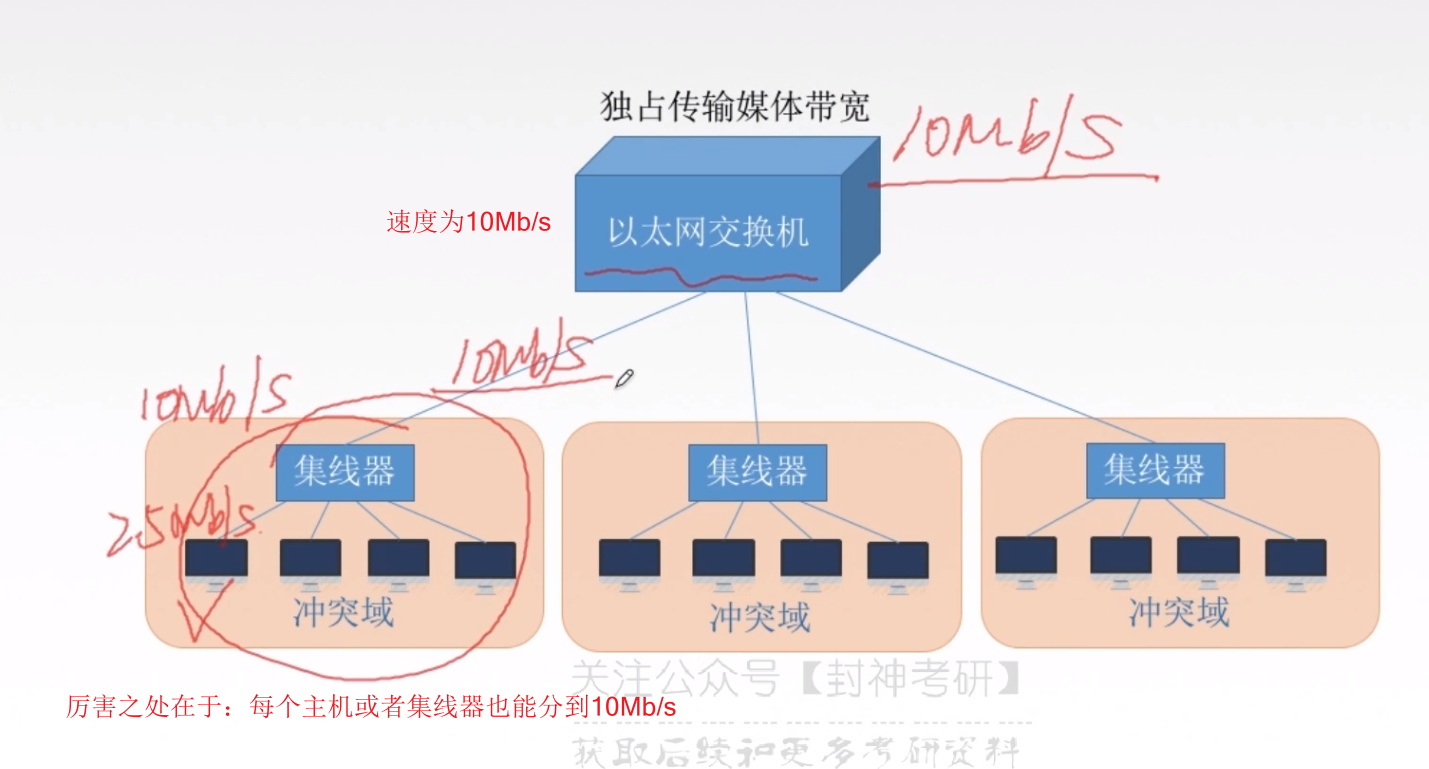 独占传输媒体带宽
10Mb/s
速度为10Mb/s
以太网交换机
10Mb/s
10Mb/s
集线器
集线器
集线器
2.5Mb/s
冲突域
冲突域
冲突域
关注公众号【封神考研】
厉害之处在于：每个主机或者集线器也能分到10Mb/s
获取后续和更多考研资料